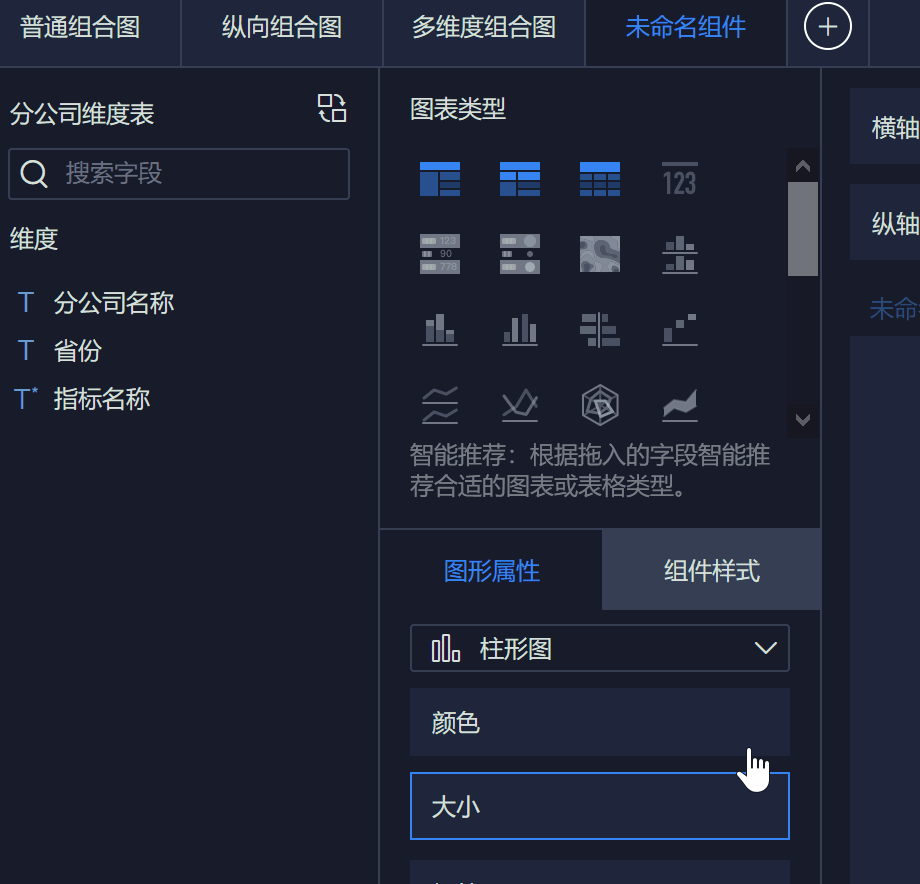 普通组合图
纵向组合图
多维度组合图
未命名组件
分公司维度表
搜索字段
维度
T 分公司名称
T 省份
T* 指标名称
图表类型
123
123
90
778
智能推荐：根据拖入的字段智能推
荐合适的图表或表格类型。
图形属性
组件样式
柱形图
颜色
大小
横轴
纵轴
未命